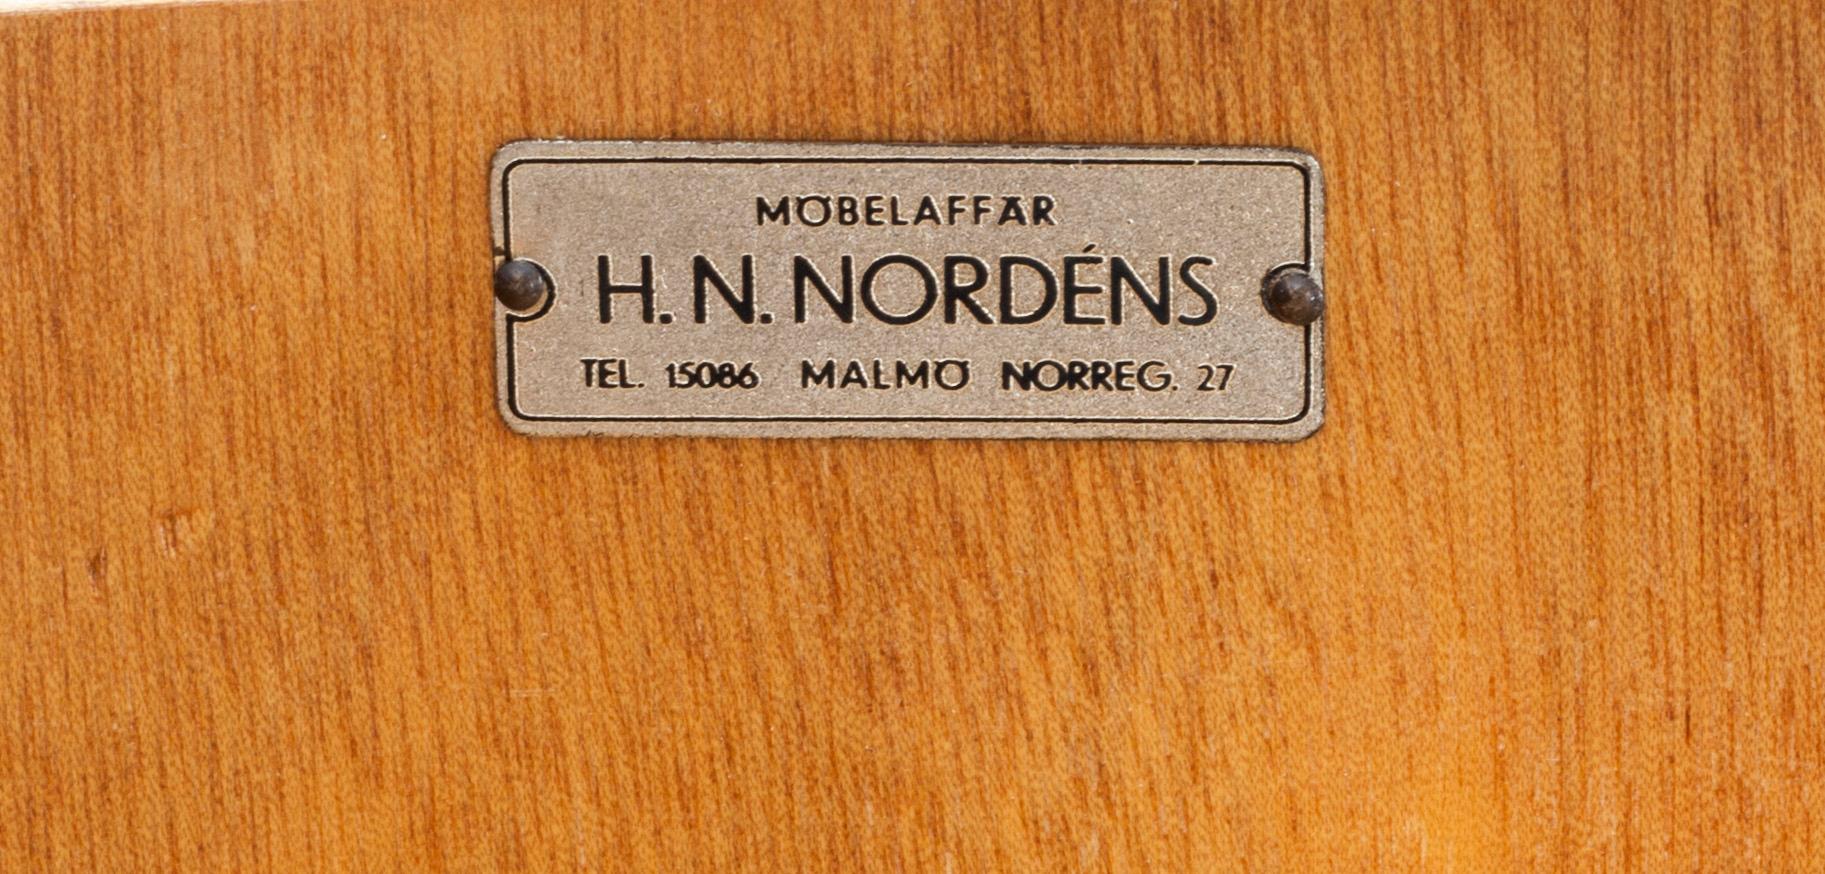 MÖBELAFFÄR
H. N. NORDÉNS
TEL. 15086 MALMÖ NORREG. 27